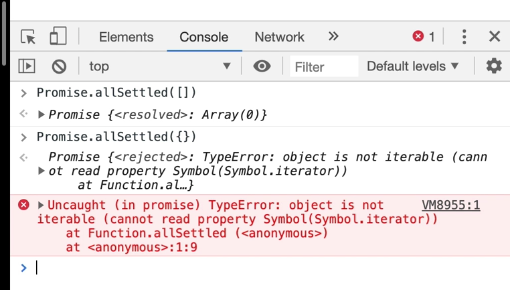 Elements Console Network » 1
top Filter Default levels ▼
> Promise.allSettled([])
<· ▶ Promise {<resolved>: Array(0)}
> Promise.allSettled({})
<· Promise {<rejected>: TypeError: object is not iterable (cann
▶ ot read property Symbol(Symbol.iterator))
at Function.al…}
▶ Uncaught (in promise) TypeError: object is not VM8955:1
iterable (cannot read property Symbol(Symbol.iterator))
at Function.allSettled (<anonymous>)
at <anonymous>:1:9
>